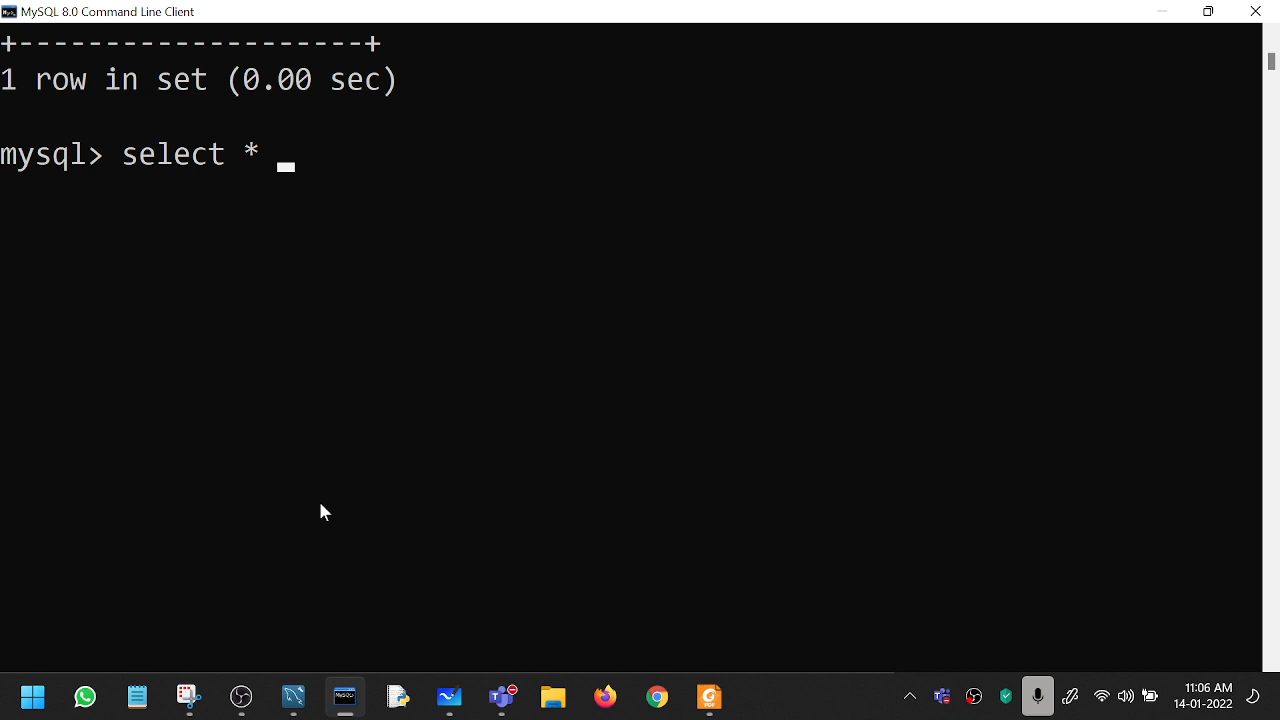 MySQL 8.0 Command Line Client
+--------------------+
1 row in set (0.00 sec)
mysql> select *
11:06 AM
14-01-2022